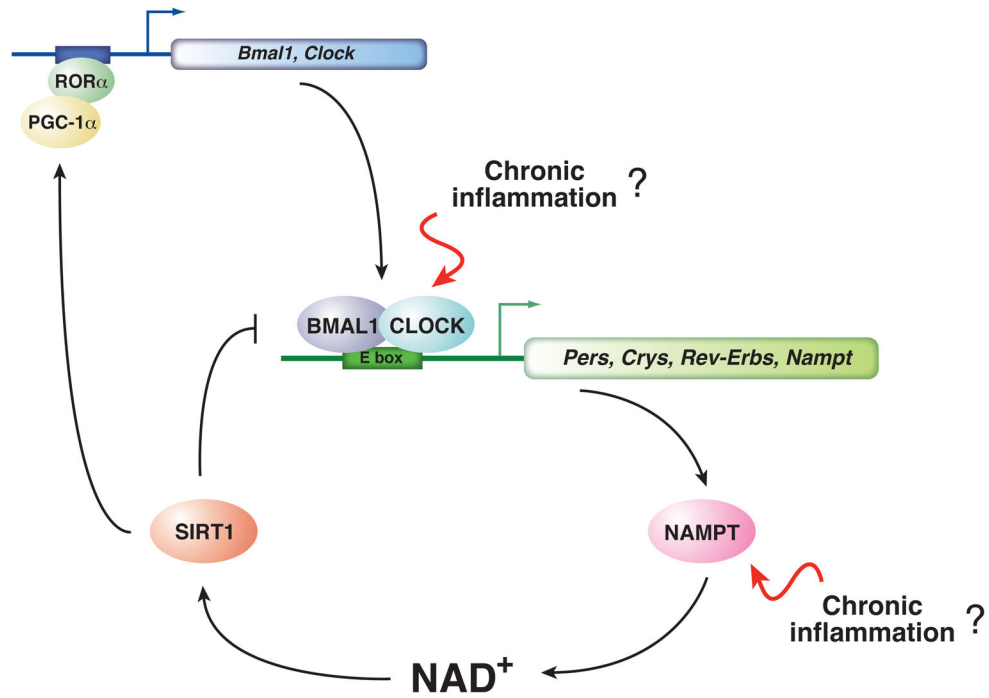 Bmal1, Clock
RORα
PGC-1α
Chronic
inflammation ?
BMAL1 CLOCK
E box
Pers, Crys, Rev-Erbs, Nampt
SIRT1
NAMPT
Chronic
inflammation ?
NAD+